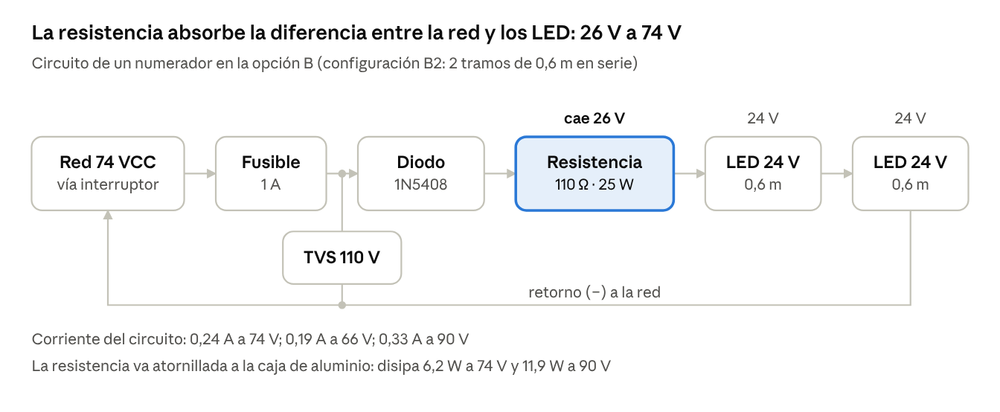 La resistencia absorbe la diferencia entre la red y los LED: 26 V a 74 V
Circuito de un numerador en la opción B (configuración B2: 2 tramos de 0,6 m en serie)
cae 26 V
24 V
24 V
Red 74 VCC
vía interruptor
Fusible
1 A
Diodo
1N5408
Resistencia
110 Ω · 25 W
LED 24 V
0,6 m
LED 24 V
0,6 m
TVS 110 V
retorno (−) a la red
Corriente del circuito: 0,24 A a 74 V; 0,19 A a 66 V; 0,33 A a 90 V
La resistencia va atornillada a la caja de aluminio: disipa 6,2 W a 74 V y 11,9 W a 90 V